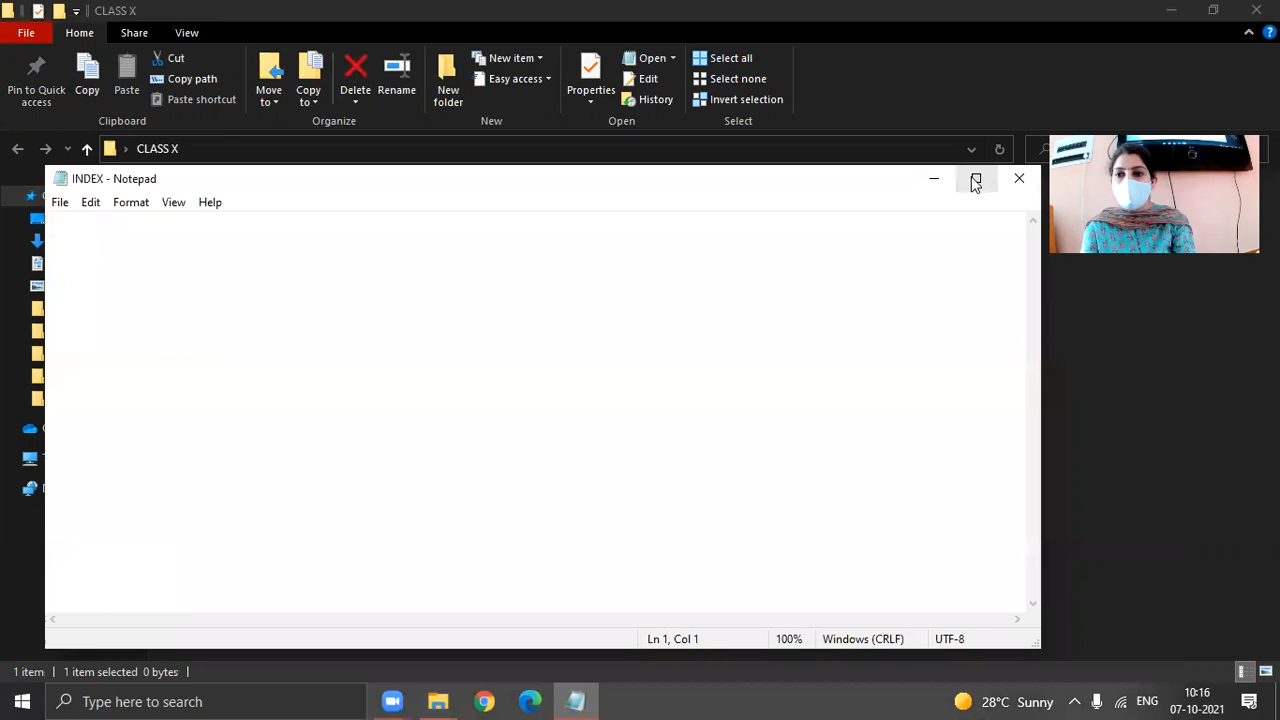 CLASS X
File
Home
Share
View
Pin to Quick access
Copy
Paste
Cut
Copy path
Paste shortcut
Clipboard
Move to
Copy to
Delete
Rename
Organize
New folder
New item
Easy access
New
Properties
Open
Edit
History
Open
Select all
Select none
Invert selection
Select
CLASS X
INDEX - Notepad
File Edit Format View Help
Ln 1, Col 1
100%
Windows (CRLF)
UTF-8
1 item
1 item selected 0 bytes
Type here to search
28°C Sunny
ENG
10:16
07-10-2021